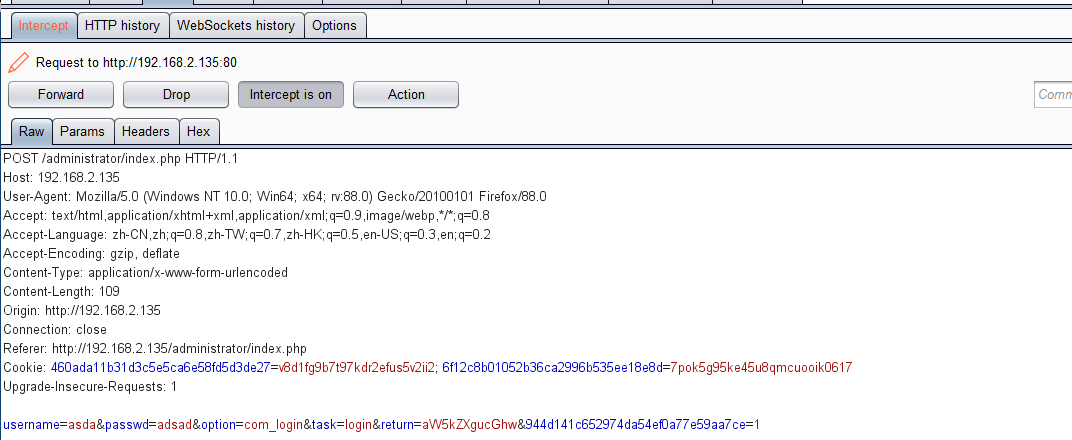 Intercept HTTP history WebSockets history Options
Request to http://192.168.2.135:80
Forward Drop Intercept is on Action
Comm
Raw Params Headers Hex
POST /administrator/index.php HTTP/1.1
Host: 192.168.2.135
User-Agent: Mozilla/5.0 (Windows NT 10.0; Win64; x64; rv:88.0) Gecko/20100101 Firefox/88.0
Accept: text/html,application/xhtml+xml,application/xml;q=0.9,image/webp,*/*;q=0.8
Accept-Language: zh-CN,zh;q=0.8,zh-TW;q=0.7,zh-HK;q=0.5,en-US;q=0.3,en;q=0.2
Accept-Encoding: gzip, deflate
Content-Type: application/x-www-form-urlencoded
Content-Length: 109
Origin: http://192.168.2.135
Connection: close
Referer: http://192.168.2.135/administrator/index.php
Cookie: 460ada11b31d3c5e5ca6e58fd5d3de27=v8d1fg9b7t97kdr2efus5v2ii2; 6f12c8b01052b36ca2996b535ee18e8d=7pok5g95ke45u8qmcuooik0617
Upgrade-Insecure-Requests: 1
username=asda&passwd=adsad&option=com_login&task=login&return=aW5kZXgucGhw&944d141c652974da54ef0a77e59aa7ce=1